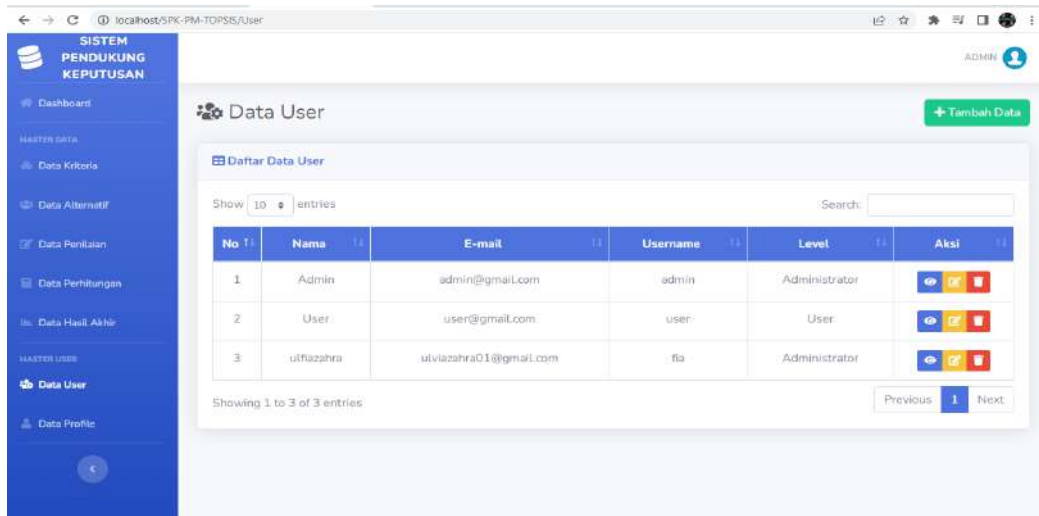 localhost/SPK-PM-TOPSIS/User
SISTEM
PENDUKUNG
KEPUTUSAN
ADMIN
Dashboard
MASTER DATA
Data Kriteria
Data Alternatif
Data Penilaian
Data Perhitungan
Data Hasil Akhir
MASTER USER
Data User
Data Profile
Data User
+ Tambah Data
Daftar Data User
Show 10 entries
Search:
No Nama E-mail Username Level Aksi
1 Admin admin@gmail.com admin Administrator
2 User user@gmail.com user User
3 ulfiazahra ulviazahra01@gmail.com fia Administrator
Showing 1 to 3 of 3 entries
Previous 1 Next